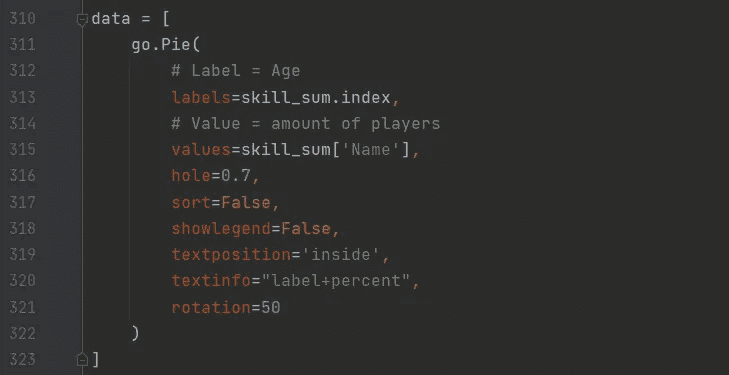 310 data = [
311     go.Pie(
312         # Label = Age
313         labels=skill_sum.index,
314         # Value = amount of players
315         values=skill_sum['Name'],
316         hole=0.7,
317         sort=False,
318         showlegend=False,
319         textposition='inside',
320         textinfo="label+percent",
321         rotation=50
322     )
323 ]